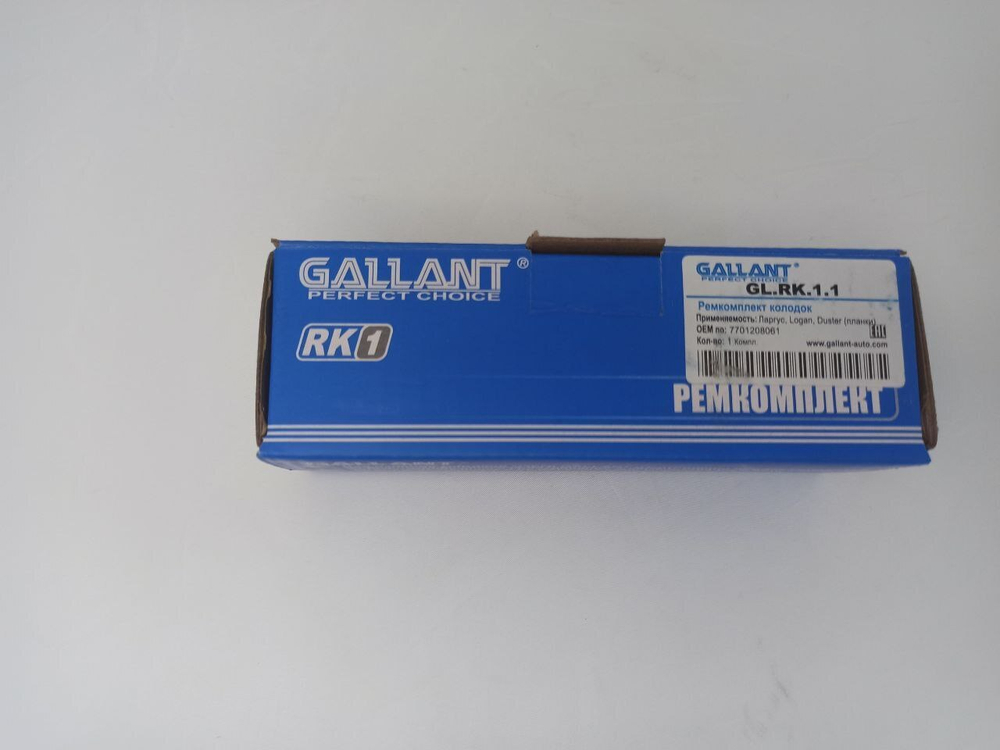 GALLANT®
PERFECT CHOICE
RK1
GALLANT®
PERFECT CHOICE
GL.RK.1.1
Ремкомплект колодок
Применяемость: Ларгус, Logan, Duster (планки)
OEM no: 7701208061
Кол-во: 1 Компл.
www.gallant-auto.com
EAC
РЕМКОМПЛЕКТ